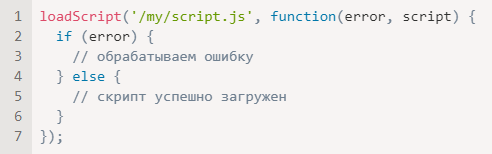 1 loadScript('/my/script.js', function(error, script) {
2   if (error) {
3     // обрабатываем ошибку
4   } else {
5     // скрипт успешно загружен
6   }
7 });